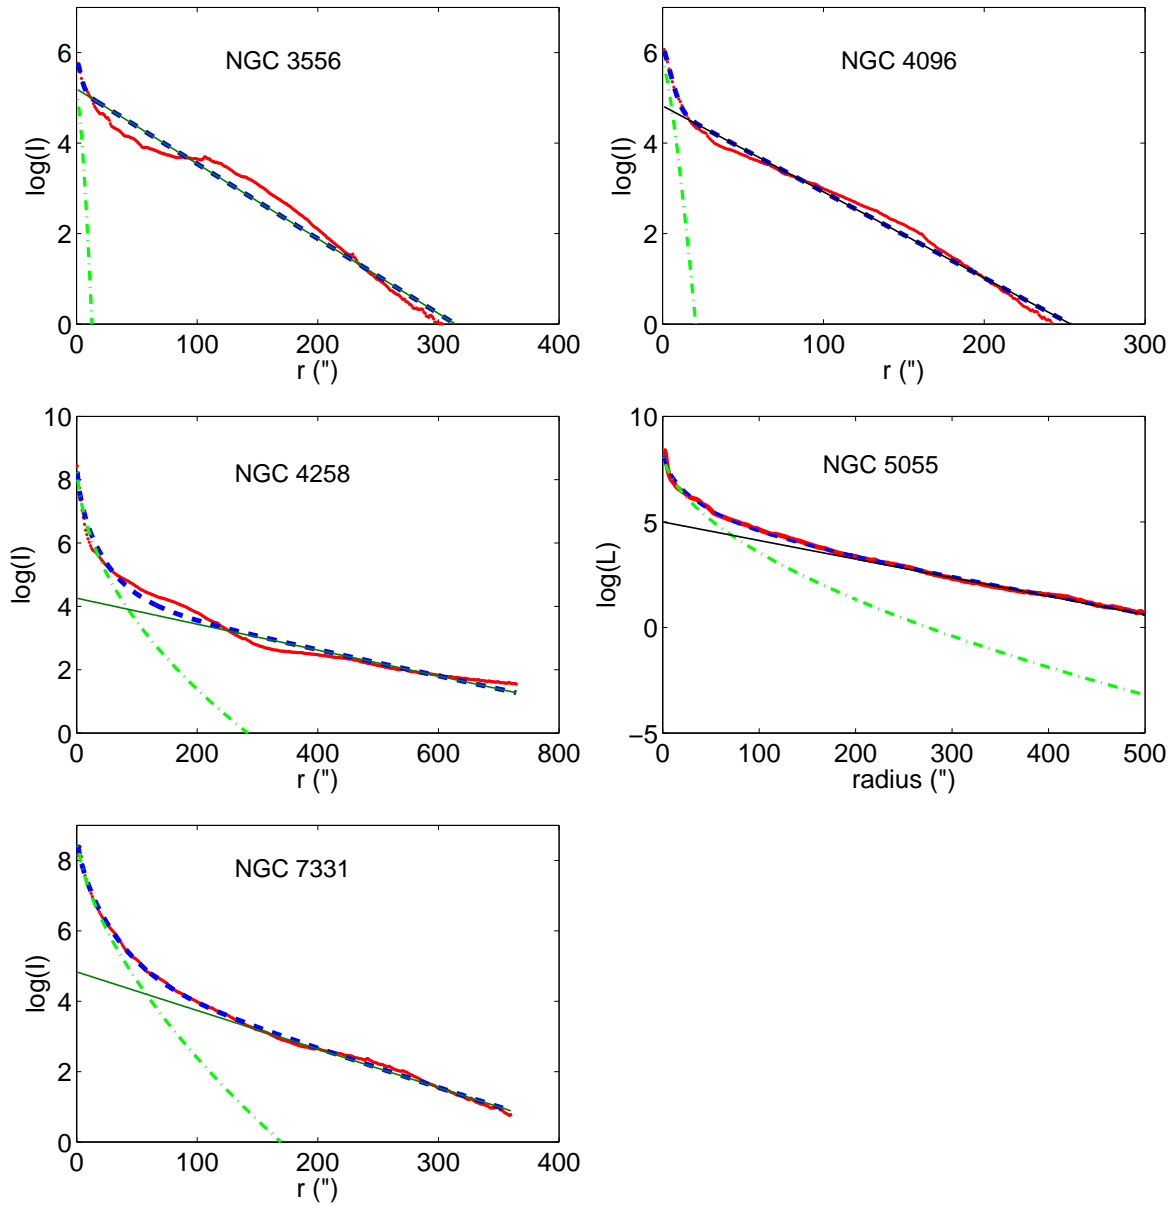 NGC 3556
log(I)
6
4
2
0
0 100 200 300 400
r (")
NGC 4096
log(I)
6
4
2
0
0 100 200 300
r (")
NGC 4258
log(I)
10
8
6
4
2
0
0 200 400 600 800
r (")
NGC 5055
log(L)
10
5
0
−5
0 100 200 300 400 500
radius (")
NGC 7331
log(I)
8
6
4
2
0
0 100 200 300 400
r (")